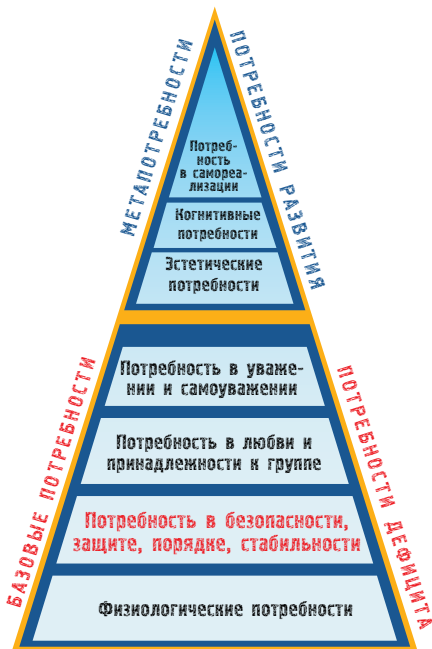 МЕТАПОТРЕБНОСТИ
ПОТРЕБНОСТИ РАЗВИТИЯ
Потреб-
ность
в самореа-
лизации
Когнитивные
потребности
Эстетические
потребности
БАЗОВЫЕ ПОТРЕБНОСТИ
ПОТРЕБНОСТИ ДЕФИЦИТА
Потребность в уваже-
нии и самоуважении
Потребность в любви и
принадлежности к группе
Потребность в безопасности,
защите, порядке, стабильности
Физиологические потребности